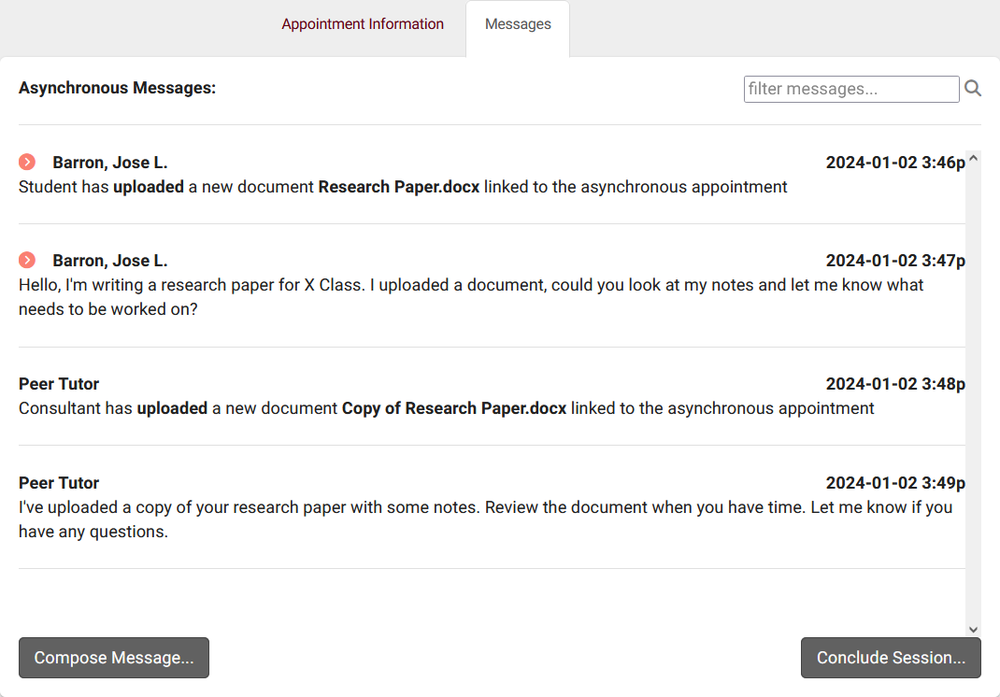 Appointment Information
Messages
Asynchronous Messages:
filter messages...
Barron, Jose L.
2024-01-02 3:46p
Student has uploaded a new document Research Paper.docx linked to the asynchronous appointment
Barron, Jose L.
2024-01-02 3:47p
Hello, I'm writing a research paper for X Class. I uploaded a document, could you look at my notes and let me know what
needs to be worked on?
Peer Tutor
2024-01-02 3:48p
Consultant has uploaded a new document Copy of Research Paper.docx linked to the asynchronous appointment
Peer Tutor
2024-01-02 3:49p
I've uploaded a copy of your research paper with some notes. Review the document when you have time. Let me know if you
have any questions.
Compose Message...
Conclude Session...